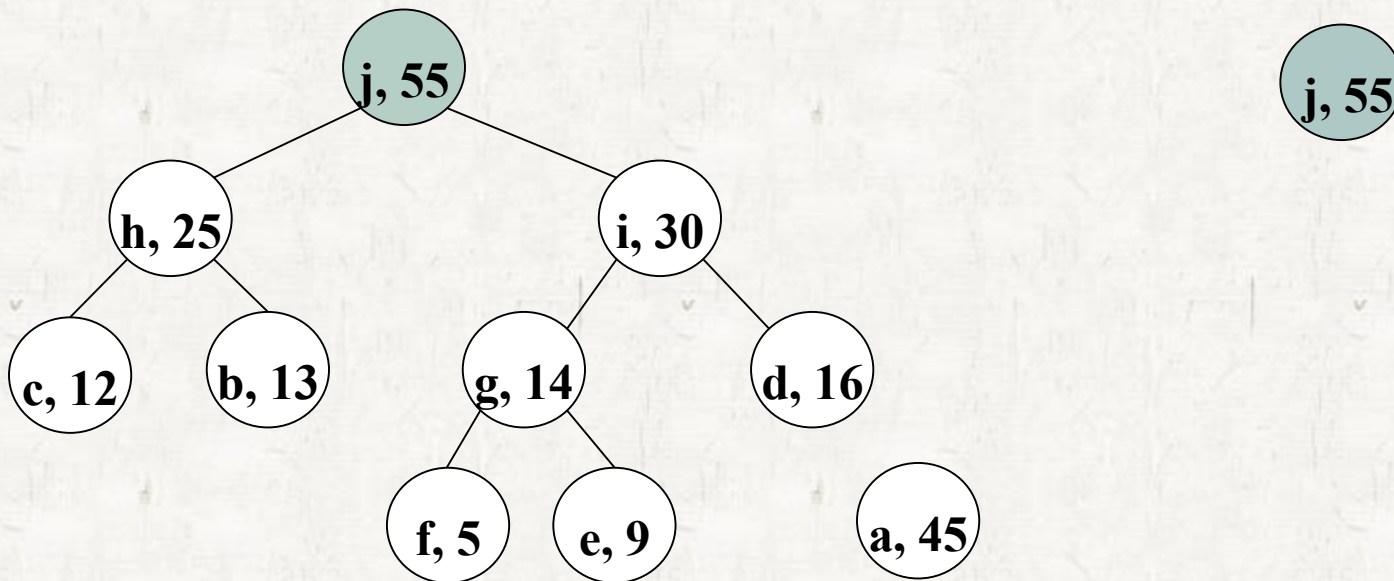 j, 55
j, 55
h, 25
i, 30
c, 12
b, 13
g, 14
d, 16
f, 5
e, 9
a, 45